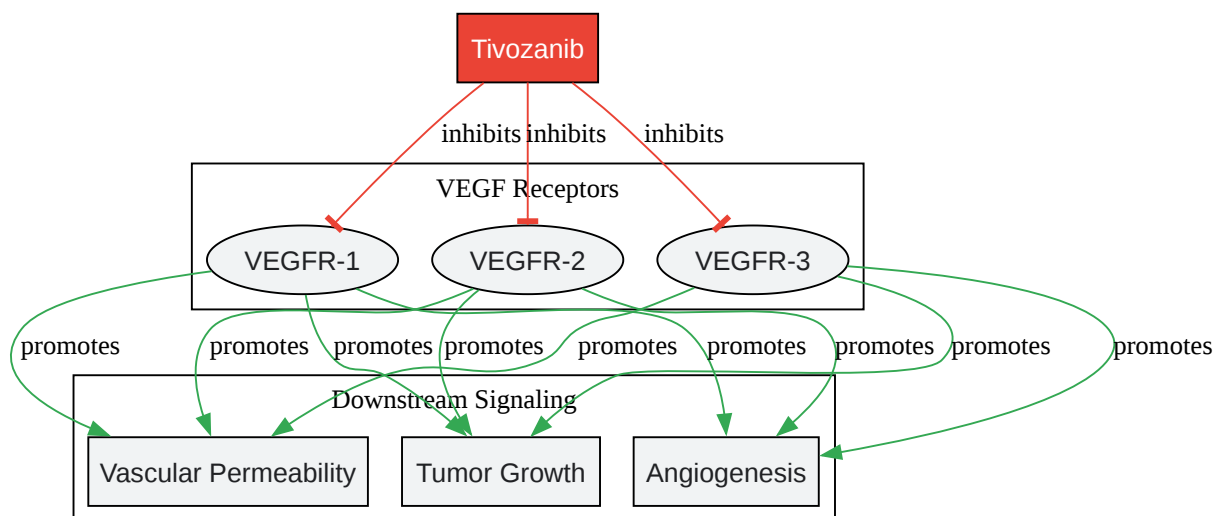 Tivozanib
inhibits inhibits inhibits
VEGF Receptors
VEGFR-1 VEGFR-2 VEGFR-3
promotes promotes promotes promotes promotes promotes promotes promotes promotes
Downstream Signaling
Vascular Permeability Tumor Growth Angiogenesis